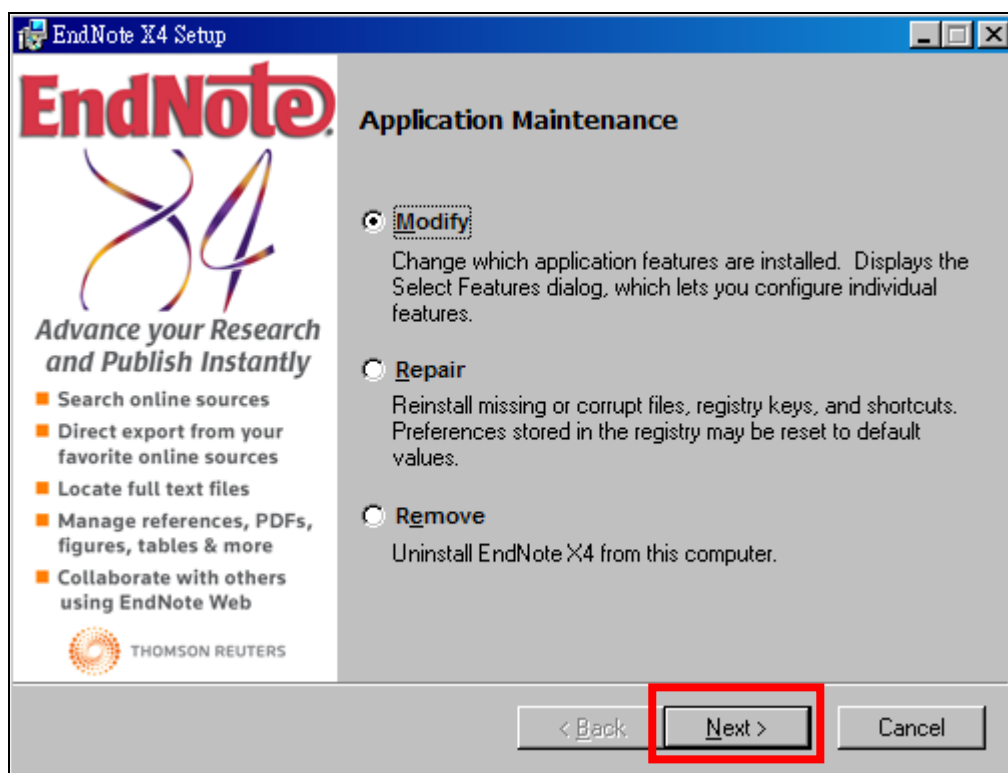 EndNote X4 Setup
EndNote
X4
Advance your Research
and Publish Instantly
Search online sources
Direct export from your
favorite online sources
Locate full text files
Manage references, PDFs,
figures, tables & more
Collaborate with others
using EndNote Web
THOMSON REUTERS
Application Maintenance
Modify
Change which application features are installed.  Displays the
Select Features dialog, which lets you configure individual
features.
Repair
Reinstall missing or corrupt files, registry keys, and shortcuts.
Preferences stored in the registry may be reset to default
values.
Remove
Uninstall EndNote X4 from this computer.
< Back
Next >
Cancel